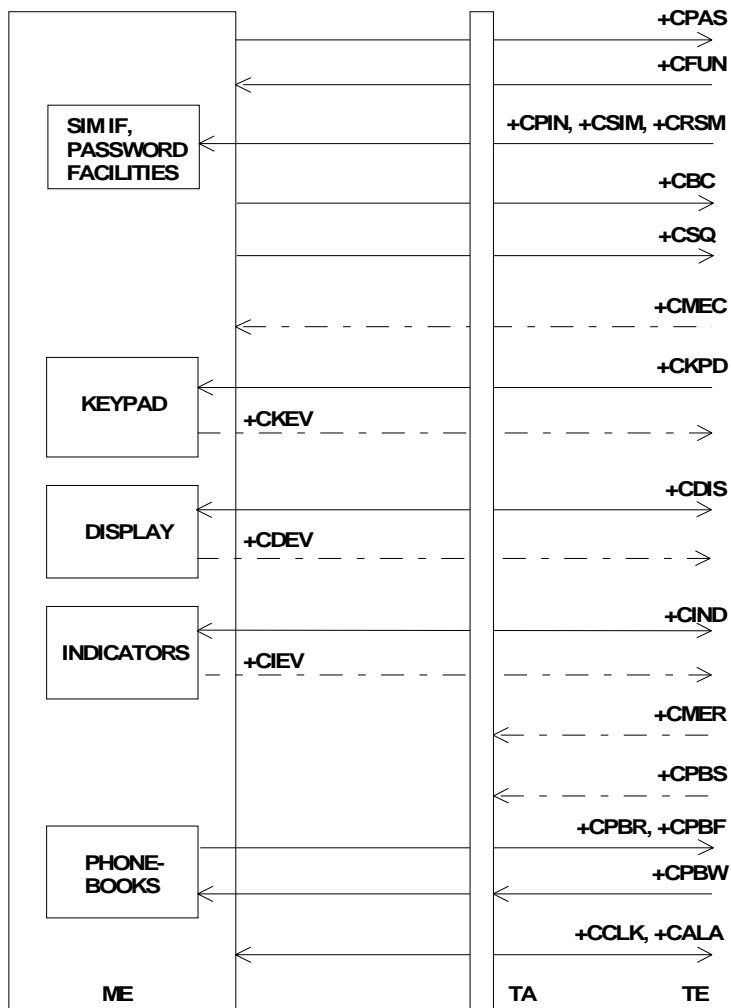 +CPAS
+CFUN
SIM IF,
PASSWORD
FACILITIES
+CPIN, +CSIM, +CRSM
+CBC
+CSQ
+CMEC
+CKPD
KEYPAD
+CKEV
+CDIS
DISPLAY
+CDEV
+CIND
INDICATORS
+CIEV
+CMER
+CPBS
+CPBR, +CPBF
PHONE-
BOOKS
+CPBW
+CCLK, +CALA
ME TA TE